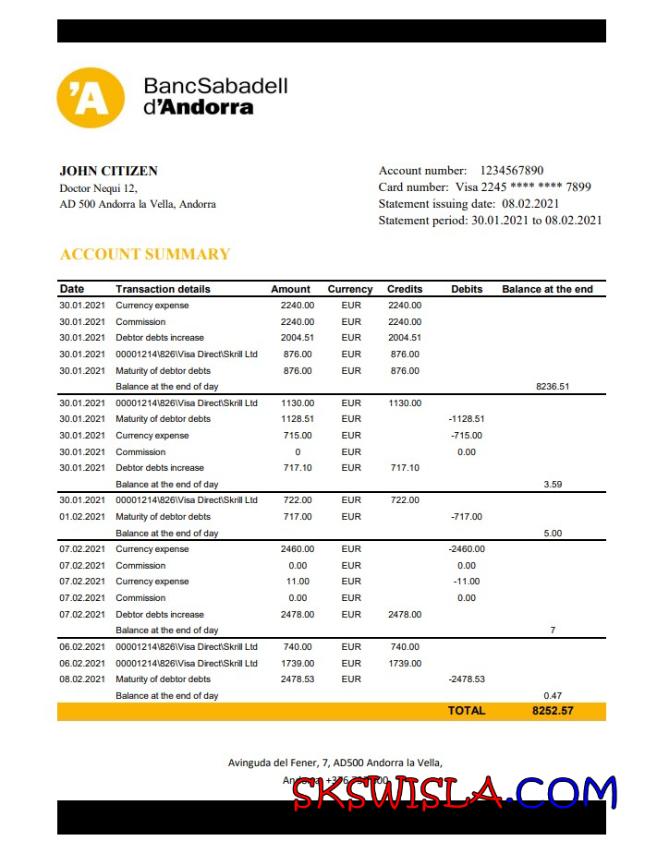 'A BancSabadell
d'Andorra
JOHN CITIZEN
Doctor Nequi 12,
AD 500 Andorra la Vella, Andorra
Account number: 1234567890
Card number: Visa 2245 **** **** 7899
Statement issuing date: 08.02.2021
Statement period: 30.01.2021 to 08.02.2021
ACCOUNT SUMMARY
Date Transaction details Amount Currency Credits Debits Balance at the end
30.01.2021 Currency expense 2240.00 EUR 2240.00
30.01.2021 Commission 2240.00 EUR 2240.00
30.01.2021 Debtor debts increase 2004.51 EUR 2004.51
30.01.2021 00001214\826\Visa Direct\Skrill Ltd 876.00 EUR 876.00
30.01.2021 Maturity of debtor debts 876.00 EUR 876.00
Balance at the end of day 8236.51
30.01.2021 00001214\826\Visa Direct\Skrill Ltd 1130.00 EUR 1130.00
30.01.2021 Maturity of debtor debts 1128.51 EUR -1128.51
30.01.2021 Currency expense 715.00 EUR -715.00
30.01.2021 Commission 0 EUR 0.00
30.01.2021 Debtor debts increase 717.10 EUR 717.10
Balance at the end of day 3.59
30.01.2021 00001214\826\Visa Direct\Skrill Ltd 722.00 EUR 722.00
01.02.2021 Maturity of debtor debts 717.00 EUR -717.00
Balance at the end of day 5.00
07.02.2021 Currency expense 2460.00 EUR -2460.00
07.02.2021 Commission 0.00 EUR 0.00
07.02.2021 Currency expense 11.00 EUR -11.00
07.02.2021 Commission 0.00 EUR 0.00
07.02.2021 Debtor debts increase 2478.00 EUR 2478.00
Balance at the end of day 7
06.02.2021 00001214\826\Visa Direct\Skrill Ltd 740.00 EUR 740.00
06.02.2021 00001214\826\Visa Direct\Skrill Ltd 1739.00 EUR 1739.00
08.02.2021 Maturity of debtor debts 2478.53 EUR -2478.53
Balance at the end of day 0.47
TOTAL 8252.57
Avinguda del Fener, 7, AD500 Andorra la Vella,
SKSWISLA.COM